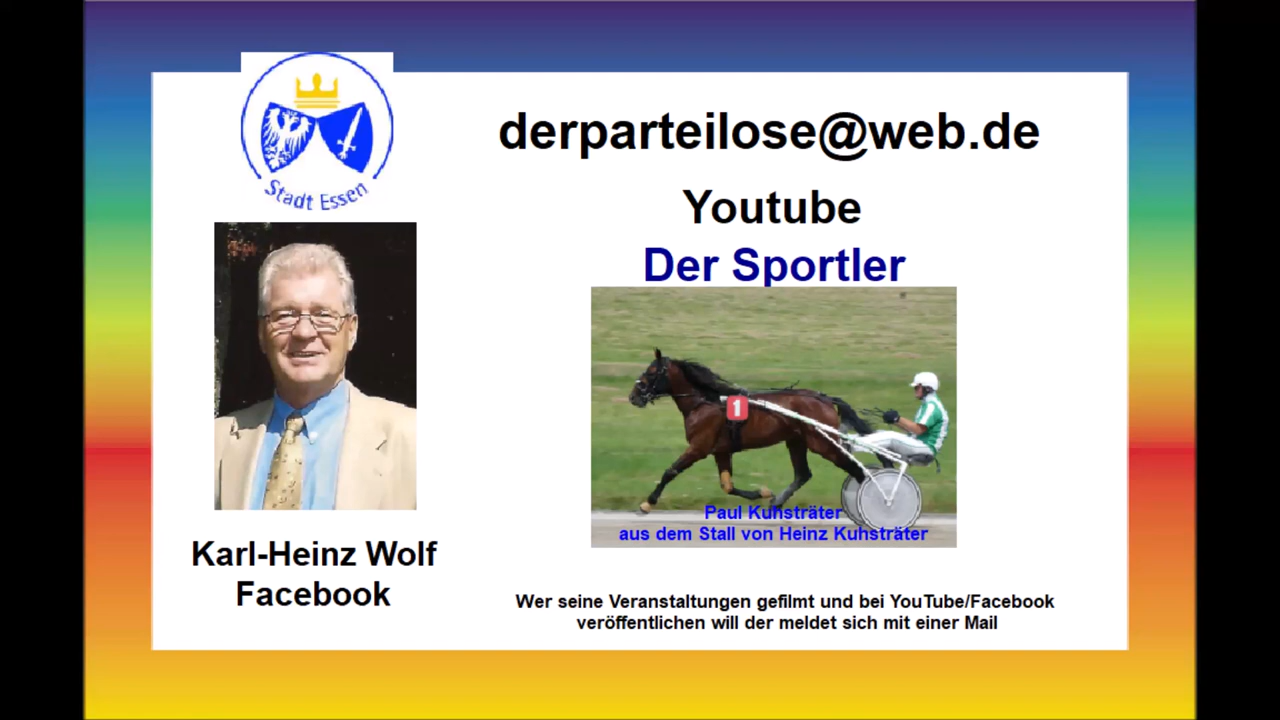 Stadt Essen
derparteilose@web.de
Youtube
Der Sportler
1
Paul Kuhsträter
aus dem Stall von Heinz Kuhsträter
Karl-Heinz Wolf
Facebook
Wer seine Veranstaltungen gefilmt und bei YouTube/Facebook
veröffentlichen will der meldet sich mit einer Mail